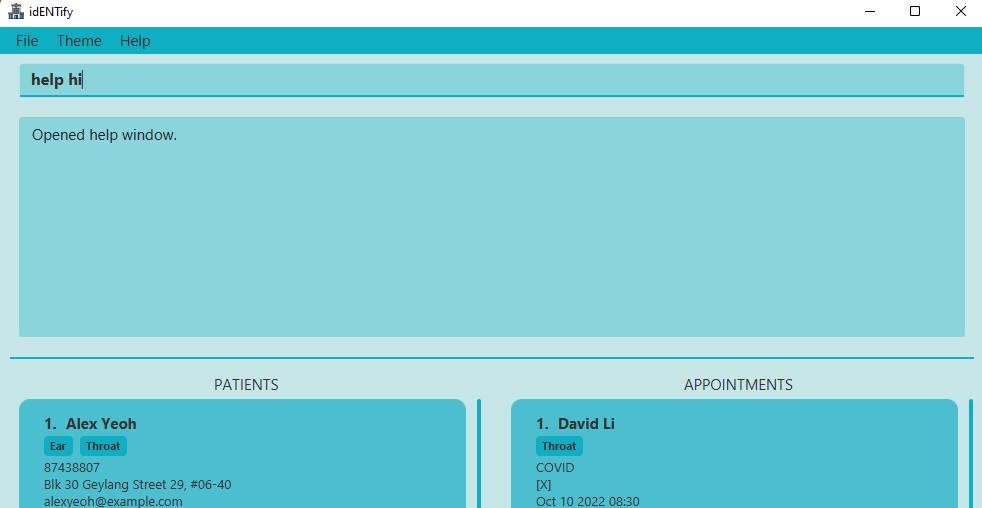 idENTify
File Theme Help
help hi
Opened help window.
PATIENTS
1. Alex Yeoh
Ear Throat
87438807
Blk 30 Geylang Street 29, #06-40
alexyeoh@example.com
APPOINTMENTS
1. David Li
Throat
COVID
[X]
Oct 10 2022 08:30